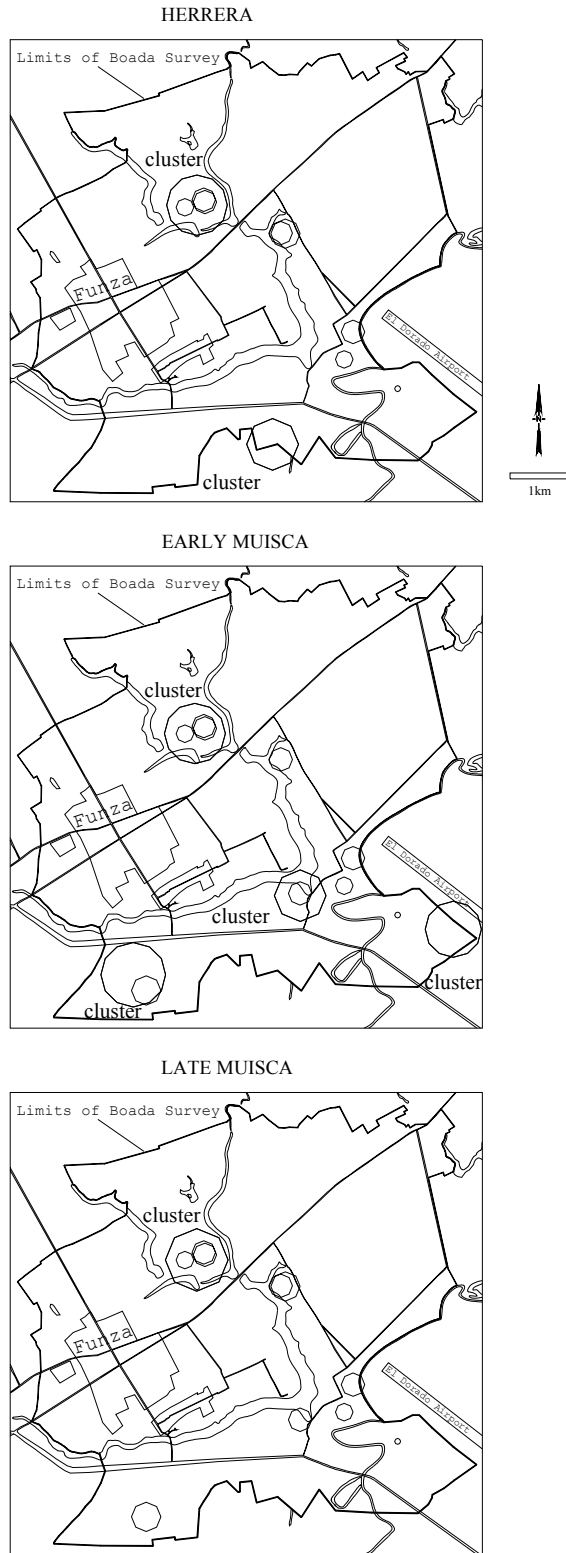 HERRERA
Limits of Boada Survey
cluster
Funza
El Dorado Airport
N
cluster
1km
EARLY MUISCA
Limits of Boada Survey
cluster
Funza
El Dorado Airport
cluster
cluster
cluster
LATE MUISCA
Limits of Boada Survey
cluster
Funza
El Dorado Airport